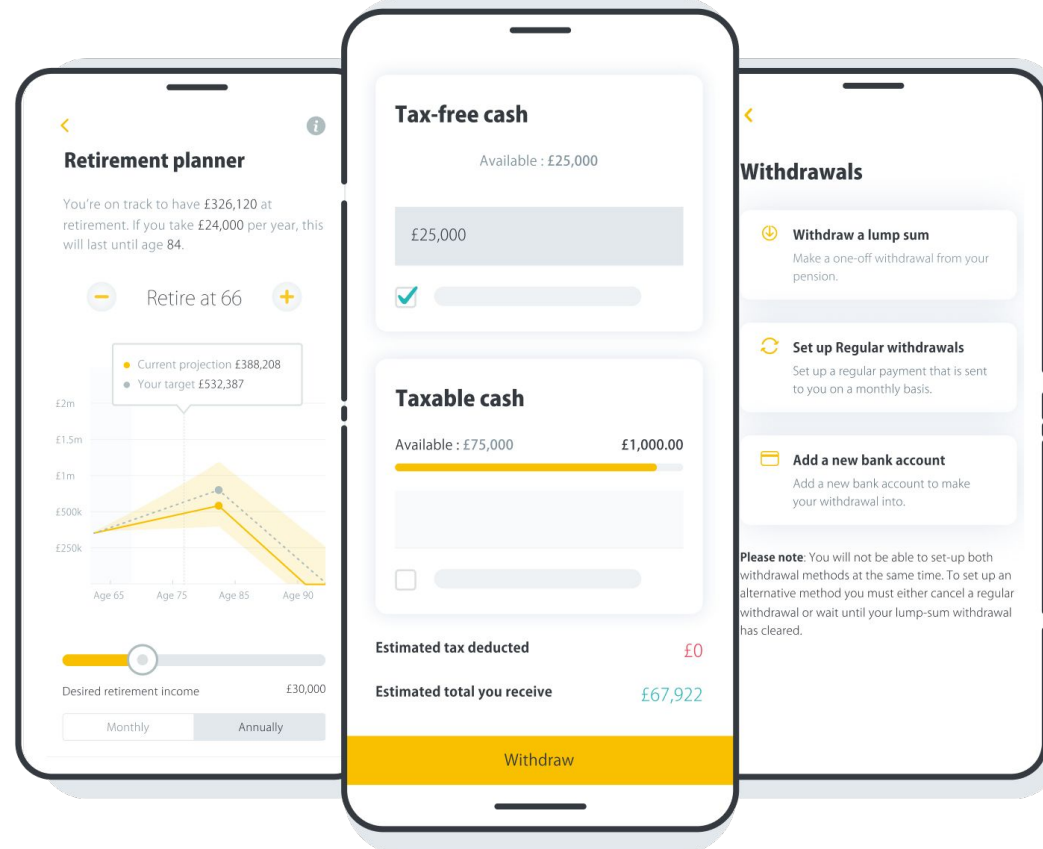 Retirement planner
You're on track to have £326,120 at
retirement. If you take £24,000 per year, this
will last until age 84.
Retire at 66
Current projection £388,208
Your target £532,387
£2m
£1.5m
£1m
£500k
£250k
Age 65 Age 75 Age 85 Age 90
Desired retirement income £30,000
Monthly Annually
Tax-free cash
Available : £25,000
£25,000
Taxable cash
Available : £75,000 £1,000.00
Estimated tax deducted £0
Estimated total you receive £67,922
Withdraw
Withdrawals
Withdraw a lump sum
Make a one-off withdrawal from your
pension.
Set up Regular withdrawals
Set up a regular payment that is sent
to you on a monthly basis.
Add a new bank account
Add a new bank account to make
your withdrawal into.
Please note: You will not be able to set-up both
withdrawal methods at the same time. To set up an
alternative method you must either cancel a regular
withdrawal or wait until your lump-sum withdrawal
has cleared.